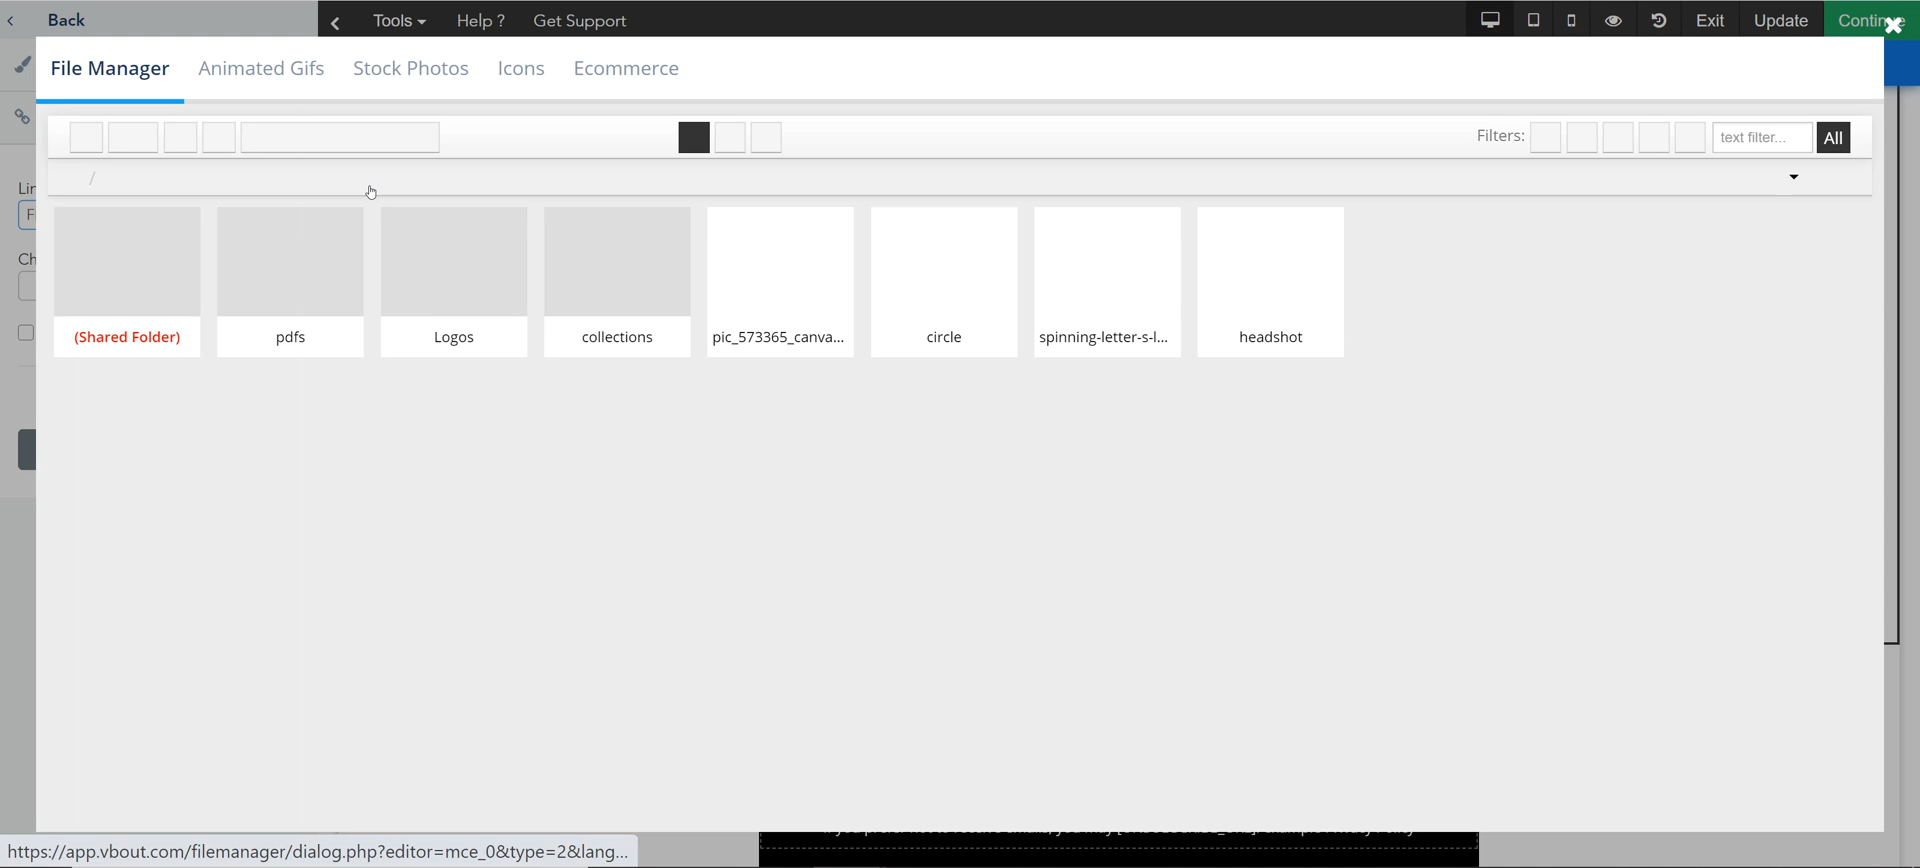 Back
Tools Help ? Get Support Exit Update
File Manager Animated Gifs Stock Photos Icons Ecommerce
Filters: text filter... All
/
(Shared Folder) pdfs Logos collections pic_573365_canva... circle spinning-letter-s-l... headshot
https://app.vbout.com/filemanager/dialog.php?editor=mce_0&type=2&lang...